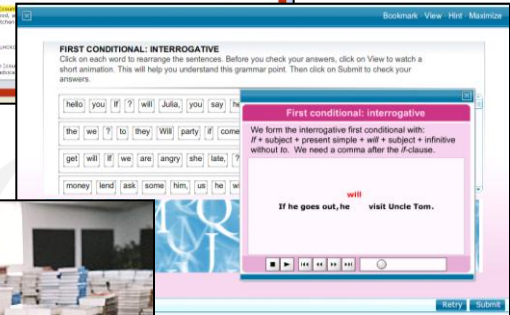 Bookmark · View · Hint · Maximize
FIRST CONDITIONAL: INTERROGATIVE
Click on each word to rearrange the sentences. Before you check your answers, click on View to watch a
short animation. This will help you understand this grammar point. Then click on Submit to check your
answers.
hello you If ? will Julia, you say
the we ? to they Will party if come
get will If we are angry she late, ?
money lend ask some him, us he
First conditional: interrogative
We form the interrogative first conditional with:
If + subject + present simple + will + subject + infinitive
without to. We need a comma after the if-clause.
will
If he goes out, he visit Uncle Tom.
Retry Submit